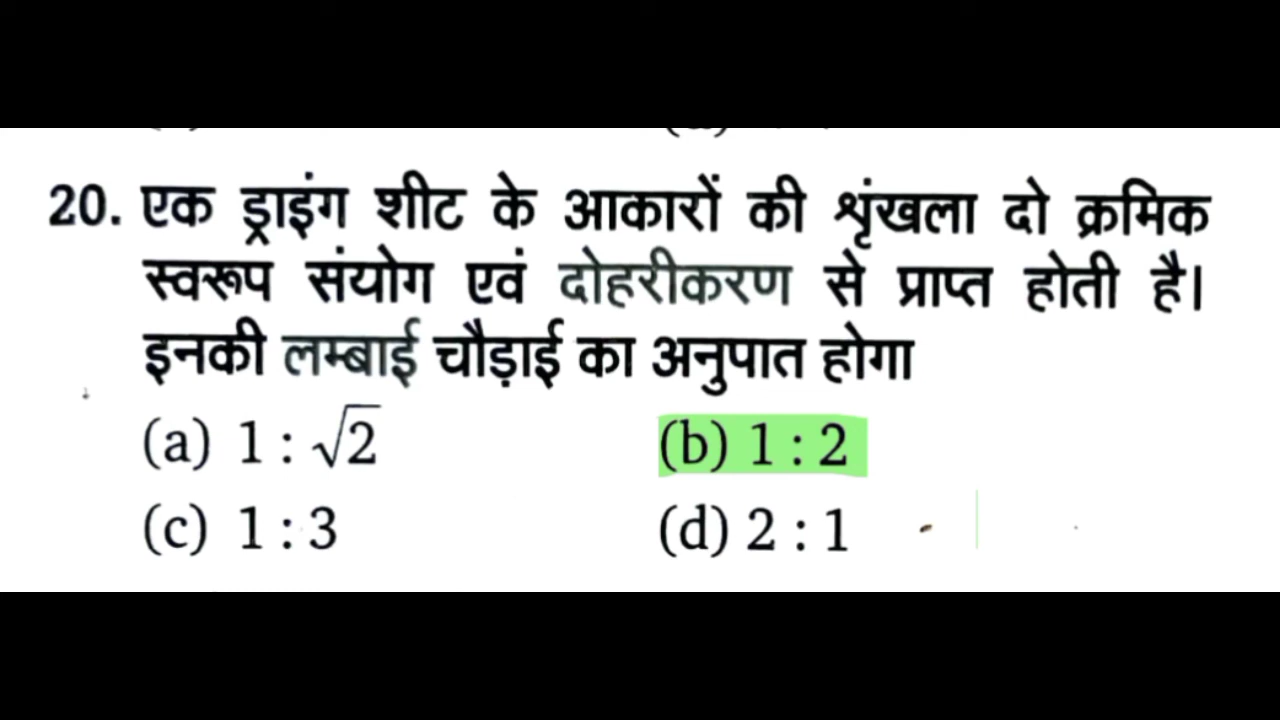 20. एक ड्राइंग शीट के आकारों की शृंखला दो क्रमिक
स्वरूप संयोग एवं दोहरीकरण से प्राप्त होती है।
इनकी लम्बाई चौड़ाई का अनुपात होगा
(a) 1 : √2 (b) 1 : 2
(c) 1 : 3 (d) 2 : 1